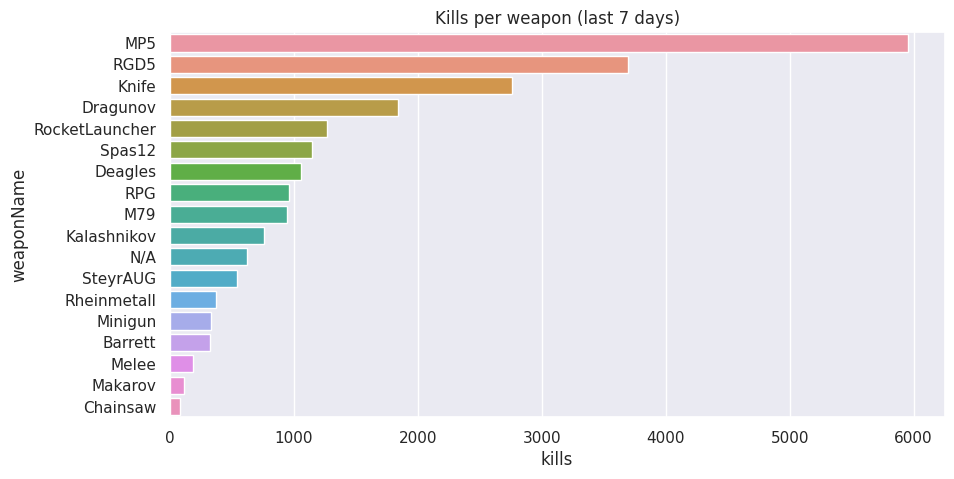 Kills per weapon (last 7 days)
weaponName
MP5
RGD5
Knife
Dragunov
RocketLauncher
Spas12
Deagles
RPG
M79
Kalashnikov
N/A
SteyrAUG
Rheinmetall
Minigun
Barrett
Melee
Makarov
Chainsaw
0 1000 2000 3000 4000 5000 6000
kills